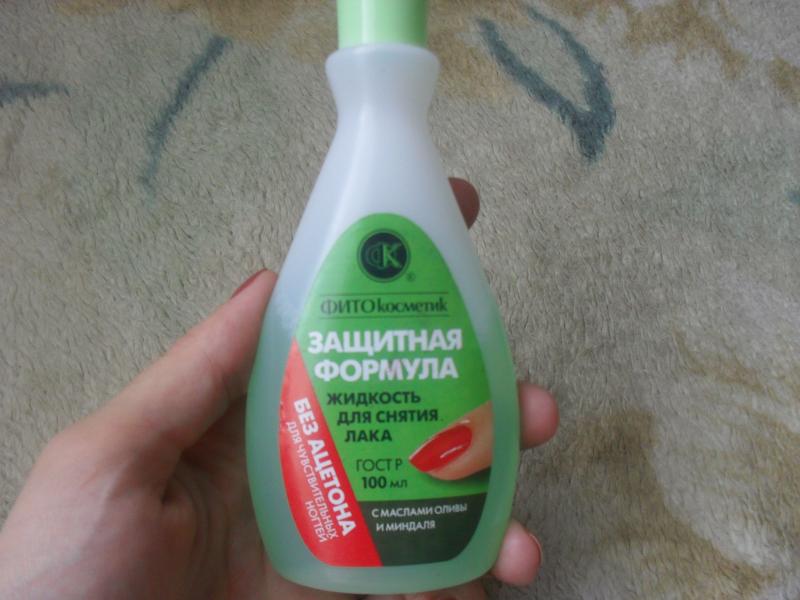 ФК
®
ФИТОкосметик
ЗАЩИТНАЯ
ФОРМУЛА
ЖИДКОСТЬ
ДЛЯ СНЯТИЯ
ЛАКА
ГОСТ Р
100 мл
БЕЗ АЦЕТОНА
ДЛЯ ЧУВСТВИТЕЛЬНЫХ
НОГТЕЙ
С МАСЛАМИ ОЛИВЫ
И МИНДАЛЯ